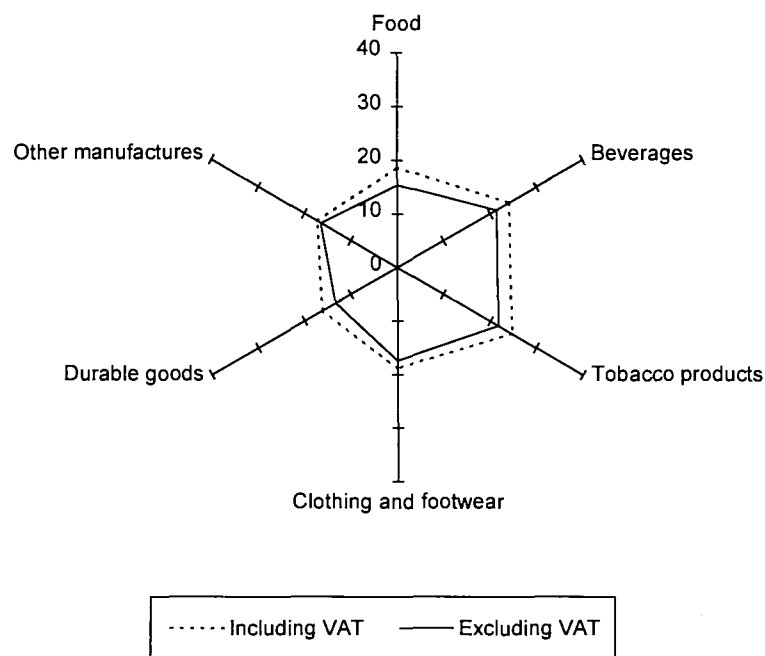 Food
40
30
Other manufactures
20
Beverages
10
0
Durable goods
Tobacco products
Clothing and footwear
Including VAT Excluding VAT